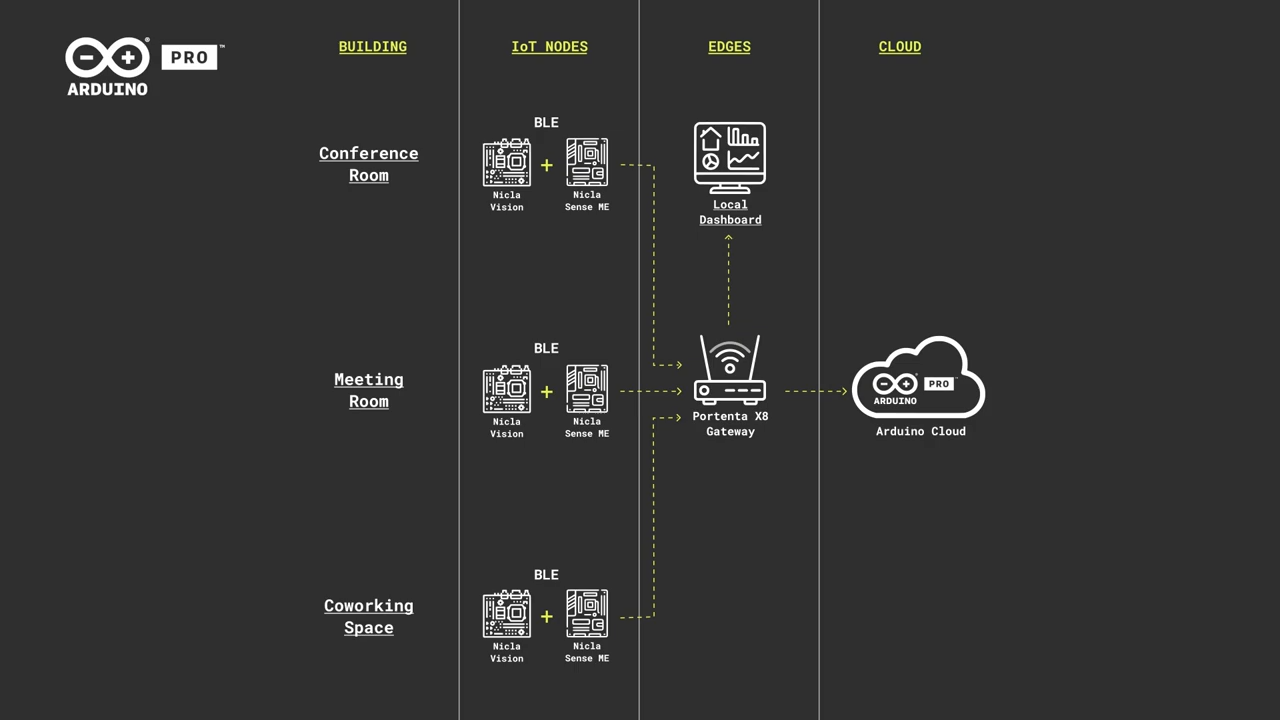 BUILDING
IoT NODES
EDGES
CLOUD
ARDUINO
PRO™
®
Conference
Room
BLE
+
Nicla
Vision
Nicla
Sense ME
Local
Dashboard
Meeting
Room
BLE
+
Nicla
Vision
Nicla
Sense ME
Portenta X8
Gateway
ARDUINO
PRO
Arduino Cloud
Coworking
Space
BLE
+
Nicla
Vision
Nicla
Sense ME